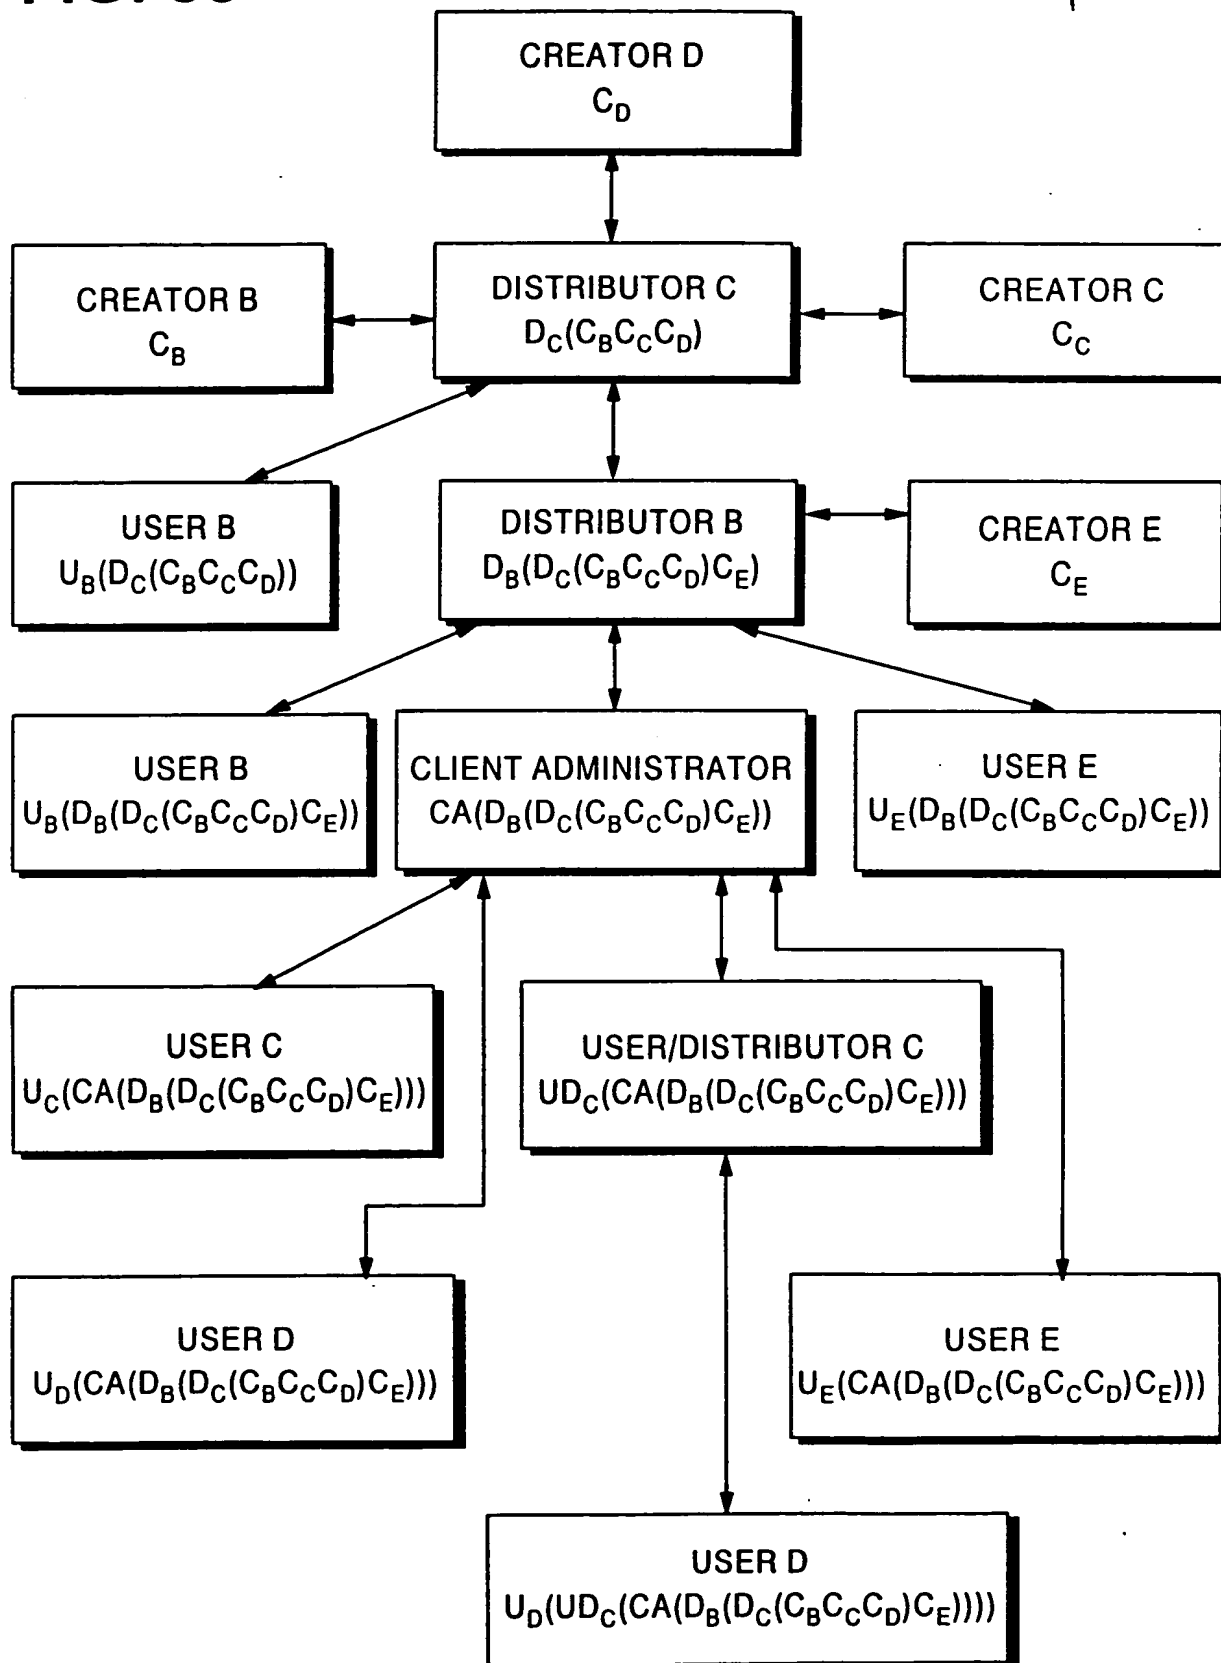 CREATOR D
C_D
CREATOR B
C_B
DISTRIBUTOR C
D_C(C_BC_CC_D)
CREATOR C
C_C
USER B
U_B(D_C(C_BC_CC_D))
DISTRIBUTOR B
D_B(D_C(C_BC_CC_D)C_E)
CREATOR E
C_E
USER B
U_B(D_B(D_C(C_BC_CC_D)C_E))
CLIENT ADMINISTRATOR
CA(D_B(D_C(C_BC_CC_D)C_E))
USER E
U_E(D_B(D_C(C_BC_CC_D)C_E))
USER C
U_C(CA(D_B(D_C(C_BC_CC_D)C_E)))
USER/DISTRIBUTOR C
UD_C(CA(D_B(D_C(C_BC_CC_D)C_E)))
USER D
U_D(CA(D_B(D_C(C_BC_CC_D)C_E)))
USER E
U_E(CA(D_B(D_C(C_BC_CC_D)C_E)))
USER D
U_D(UD_C(CA(D_B(D_C(C_BC_CC_D)C_E))))